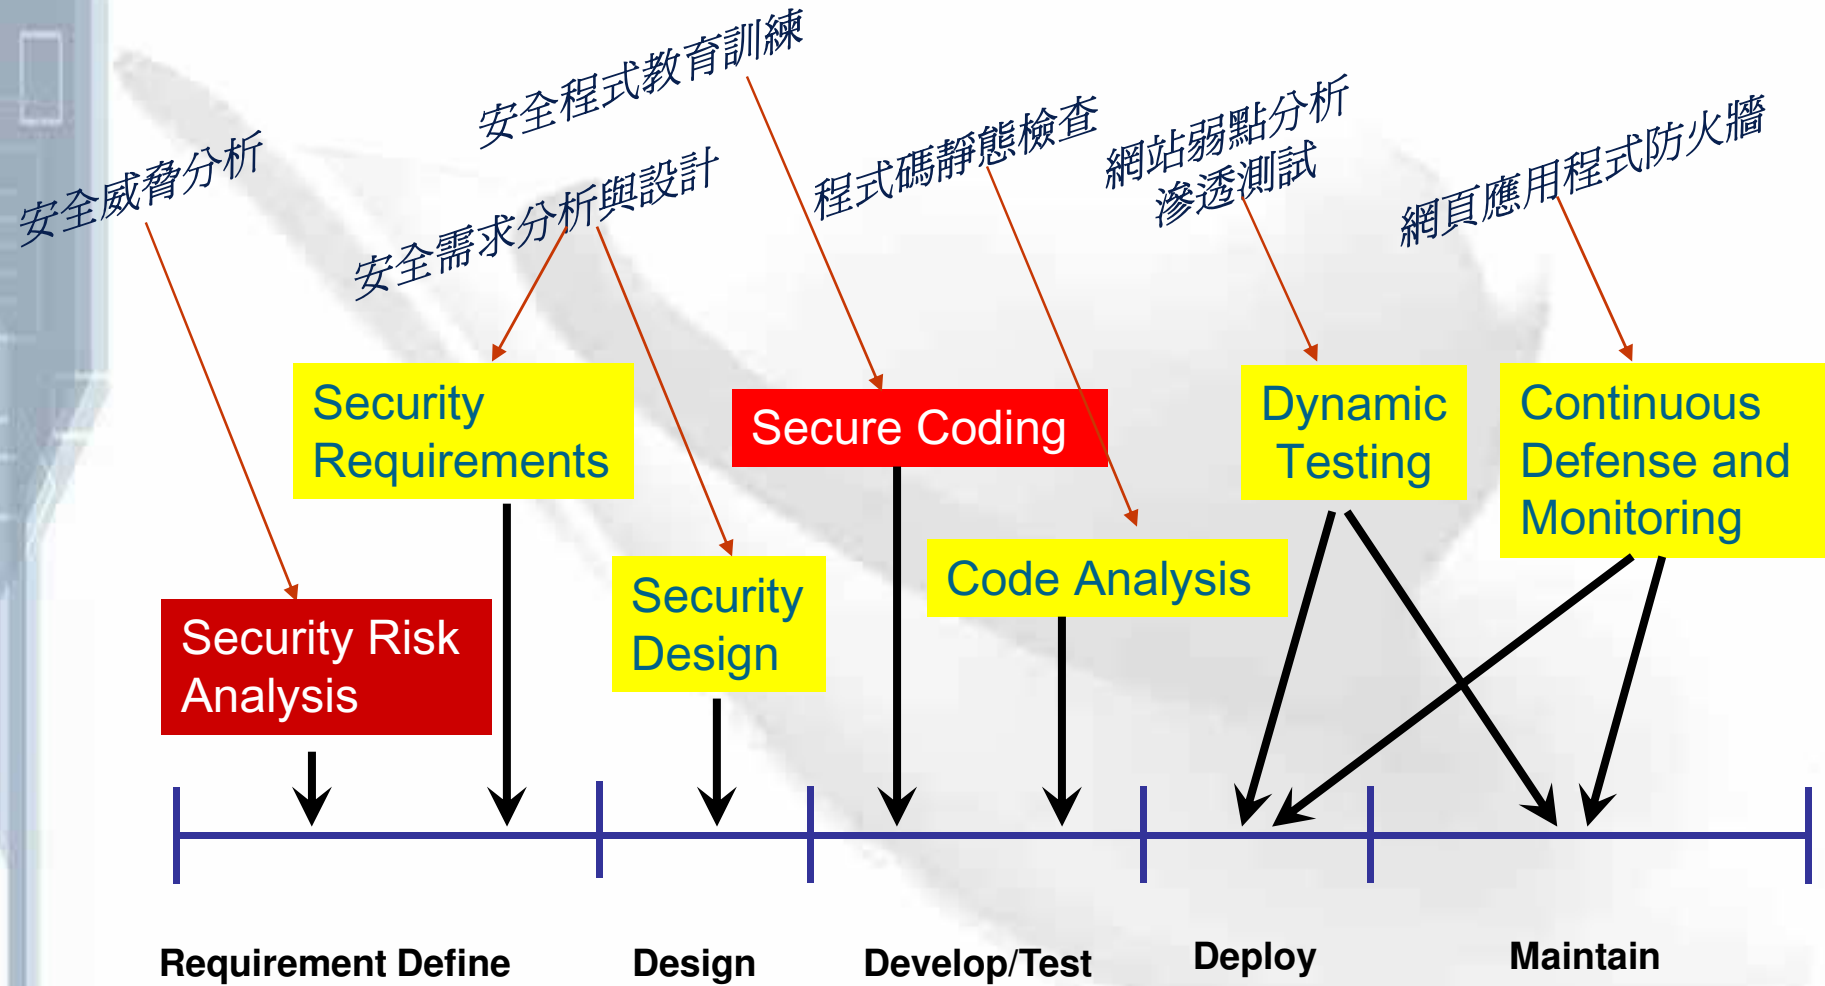 安全程式教育訓練
安全威脅分析
安全需求分析與設計
程式碼靜態檢查
網站弱點分析
滲透測試
網頁應用程式防火牆
Security
Requirements
Secure Coding
Dynamic
Testing
Continuous
Defense and
Monitoring
Security Risk
Analysis
Security
Design
Code Analysis
Requirement Define
Design
Develop/Test
Deploy
Maintain